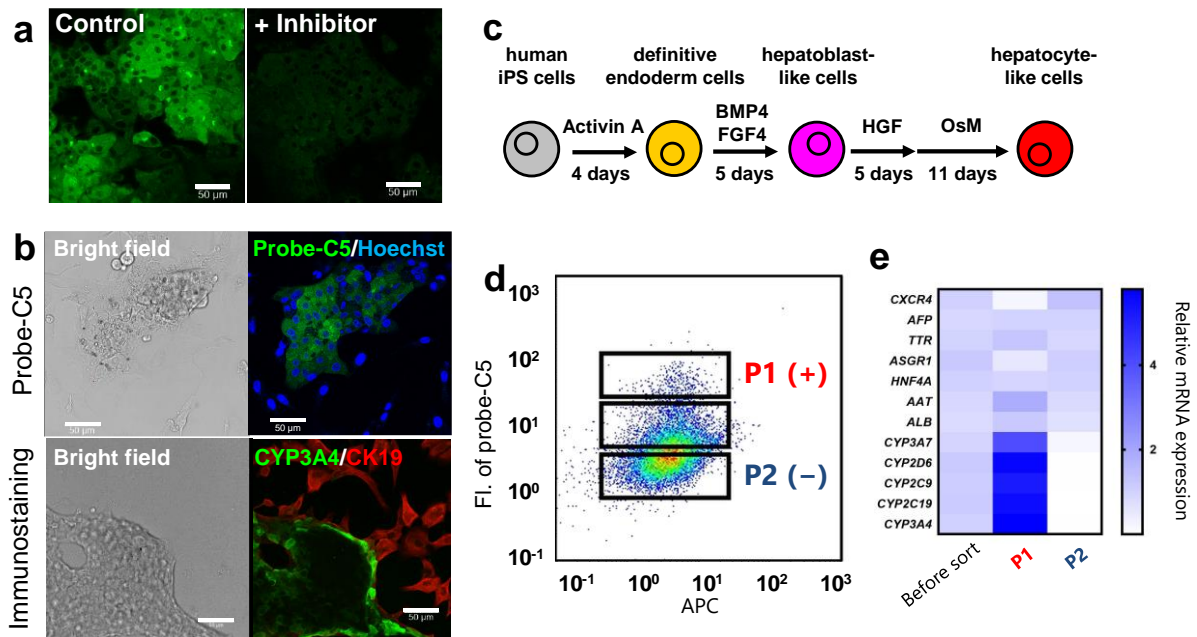 a
Control
+ Inhibitor
50 µm
50 µm
b
Probe-C5
Bright field
Probe-C5/Hoechst
50 µm
50 µm
Immunostaining
Bright field
CYP3A4/CK19
50 µm
c
human
iPS cells
definitive
endoderm cells
hepatoblast-
like cells
hepatocyte-
like cells
Activin A
4 days
BMP4
FGF4
5 days
HGF
5 days
OsM
11 days
d
Fl. of probe-C5
10³
10²
10¹
10⁰
10⁻¹
P1 (+)
P2 (−)
10⁻¹
10⁰
10¹
10²
10³
APC
e
CXCR4
AFP
TTR
ASGR1
HNF4A
AAT
ALB
CYP3A7
CYP2D6
CYP2C9
CYP2C19
CYP3A4
Before sort
P1
P2
4
2
Relative mRNA expression